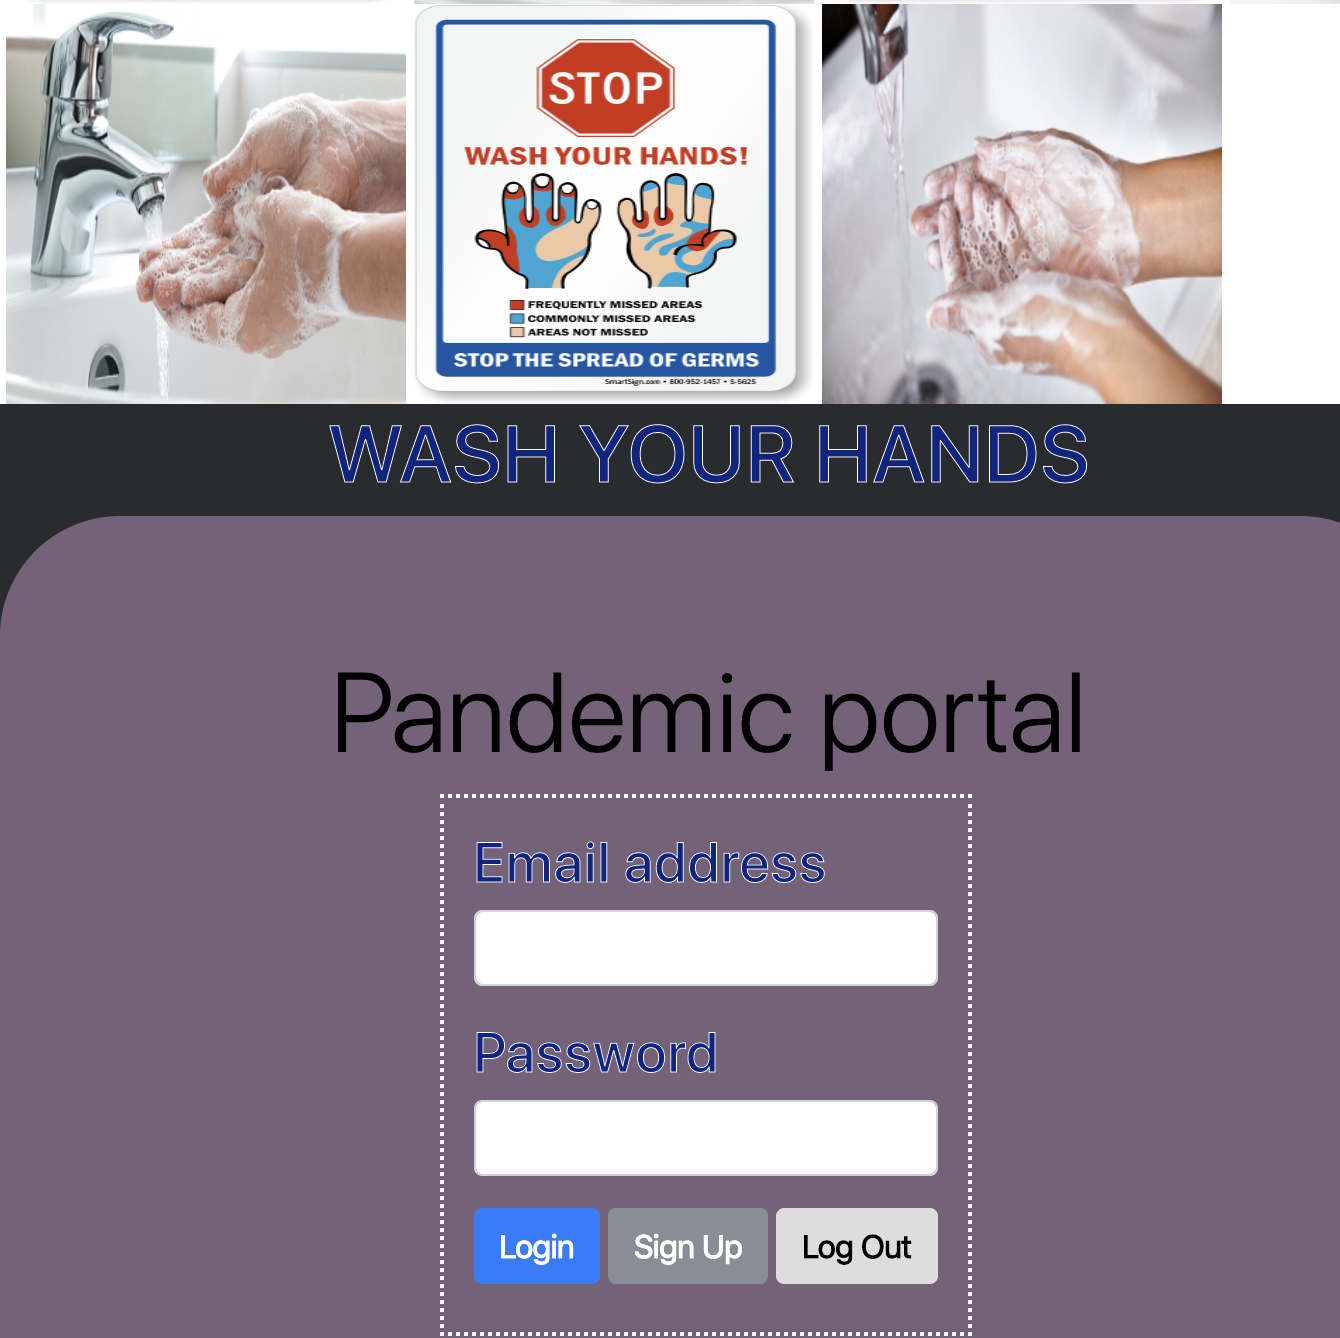 STOP
WASH YOUR HANDS!
FREQUENTLY MISSED AREAS
COMMONLY MISSED AREAS
AREAS NOT MISSED
STOP THE SPREAD OF GERMS
SmartSign.com • 800-952-1457 • S-5625
WASH YOUR HANDS
Pandemic portal
Email address
Password
Login Sign Up Log Out